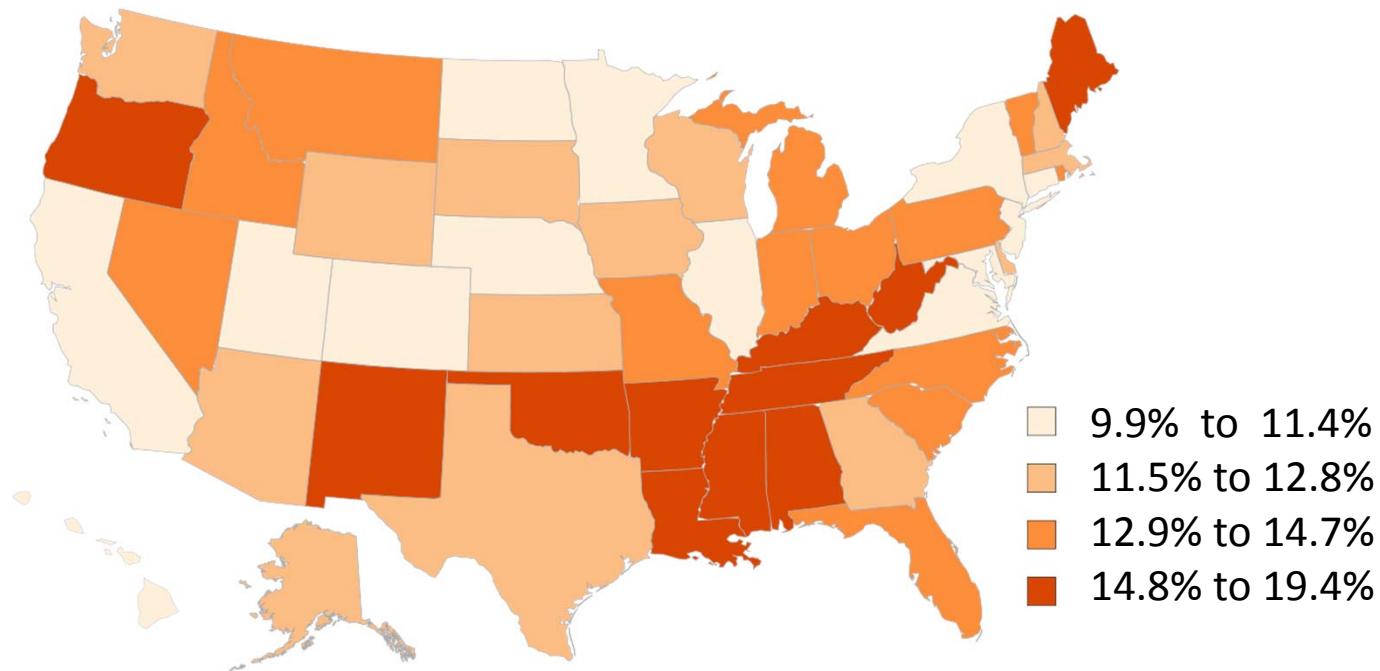 9.9% to 11.4%
11.5% to 12.8%
12.9% to 14.7%
14.8% to 19.4%